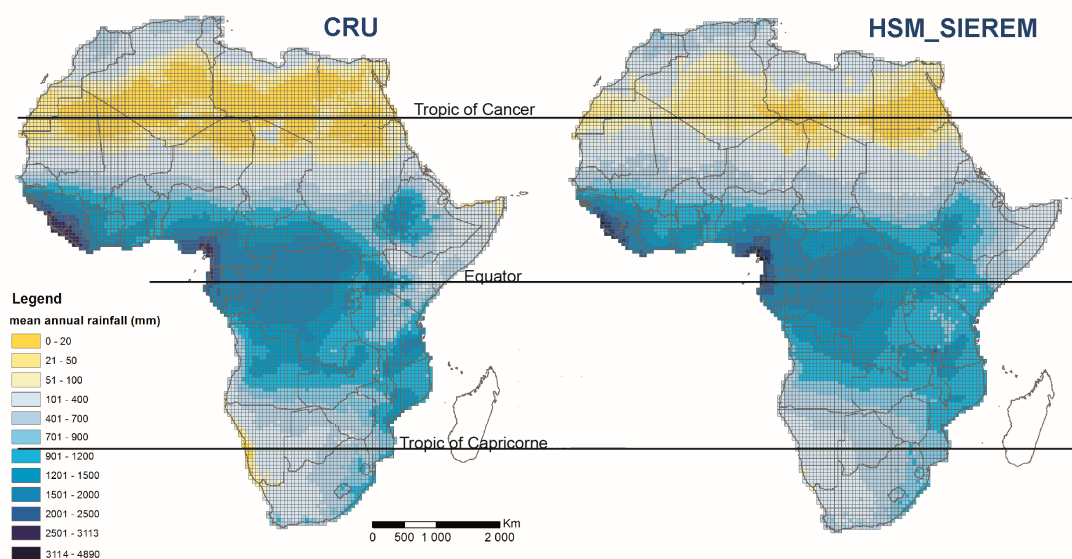 CRU
HSM_SIEREM
Tropic of Cancer
Equator
Legend
mean annual rainfall (mm)
0 - 20
21 - 50
51 - 100
101 - 400
401 - 700
701 - 900
901 - 1200
1201 - 1500
1501 - 2000
2001 - 2500
2501 - 3113
3114 - 4890
Tropic of Capricorne
Km
0 500 1 000 2 000